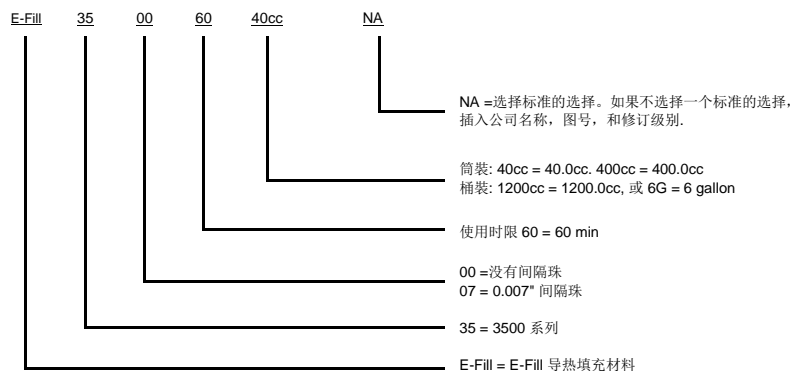 E-Fill 35 00 60 40cc NA
NA =选择标准的选择。如果不选择一个标准的选择，
插入公司名称，图号，和修订级别.
筒裝: 40cc = 40.0cc. 400cc = 400.0cc
桶裝: 1200cc = 1200.0cc, 或 6G = 6 gallon
使用时限 60 = 60 min
00 =没有间隔珠
07 = 0.007" 间隔珠
35 = 3500 系列
E-Fill = E-Fill 导热填充材料